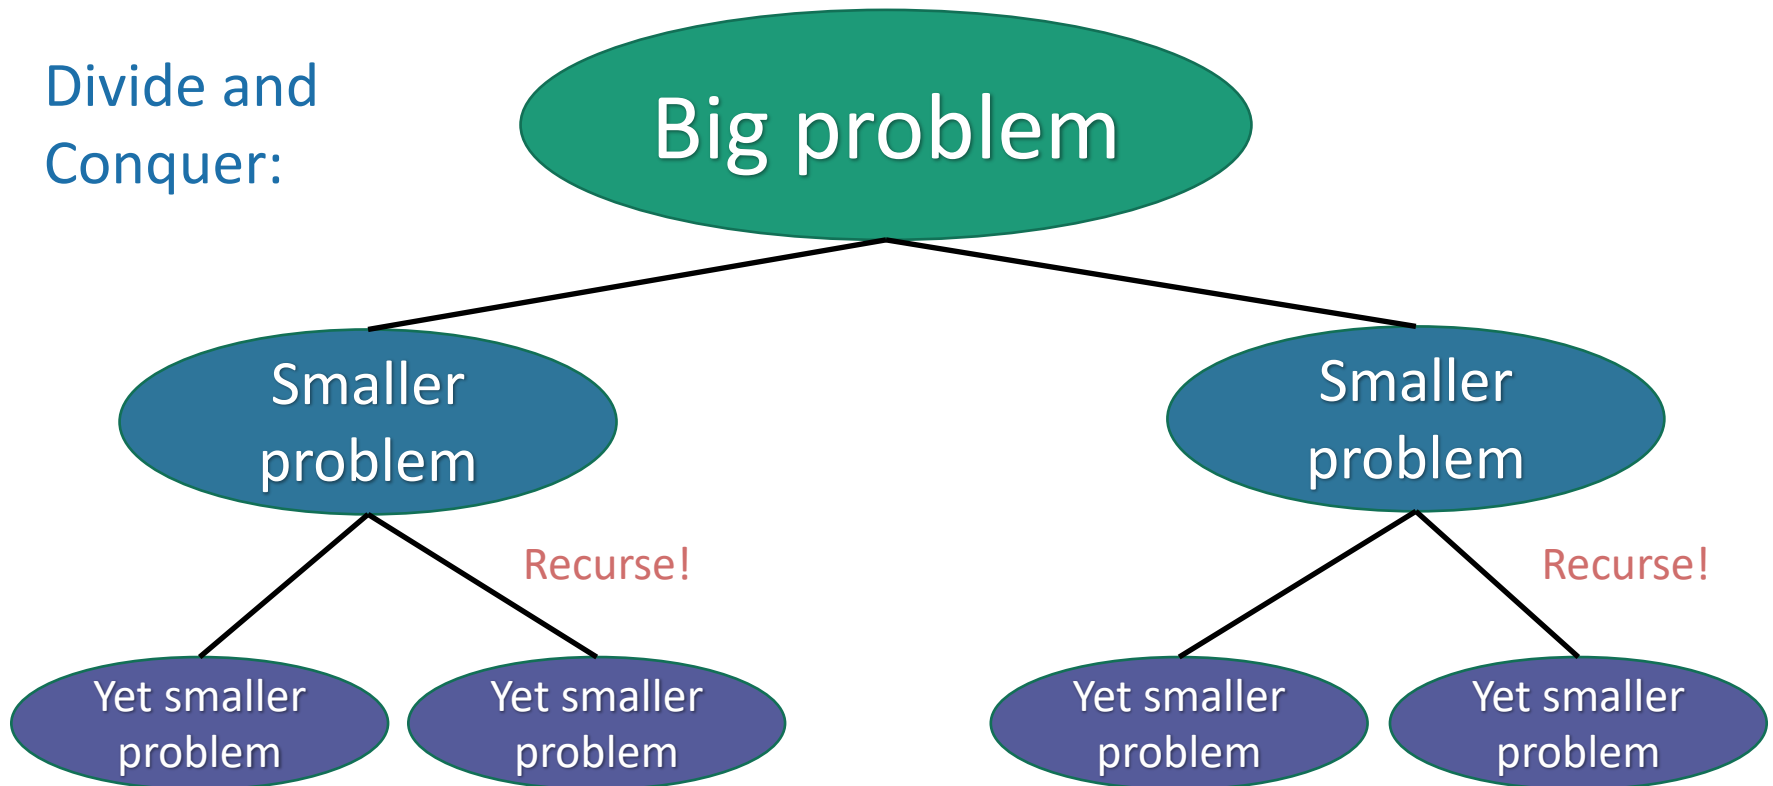 Divide and
Conquer:
Big problem
Smaller
problem
Smaller
problem
Recurse!
Recurse!
Yet smaller
problem
Yet smaller
problem
Yet smaller
problem
Yet smaller
problem